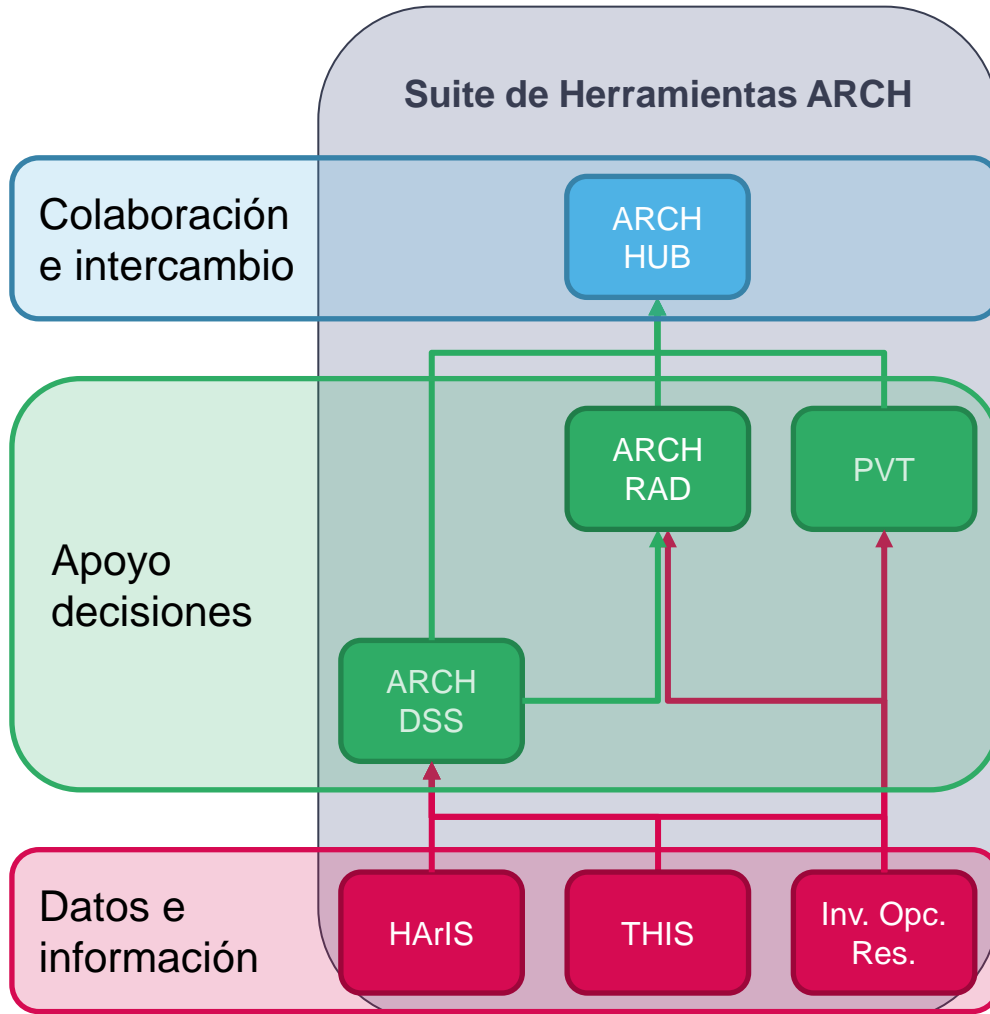 Suite de Herramientas ARCH
Colaboración
e intercambio
ARCH
HUB
Apoyo
decisiones
ARCH
RAD
PVT
ARCH
DSS
Datos e
información
HArIS
THIS
Inv. Opc.
Res.